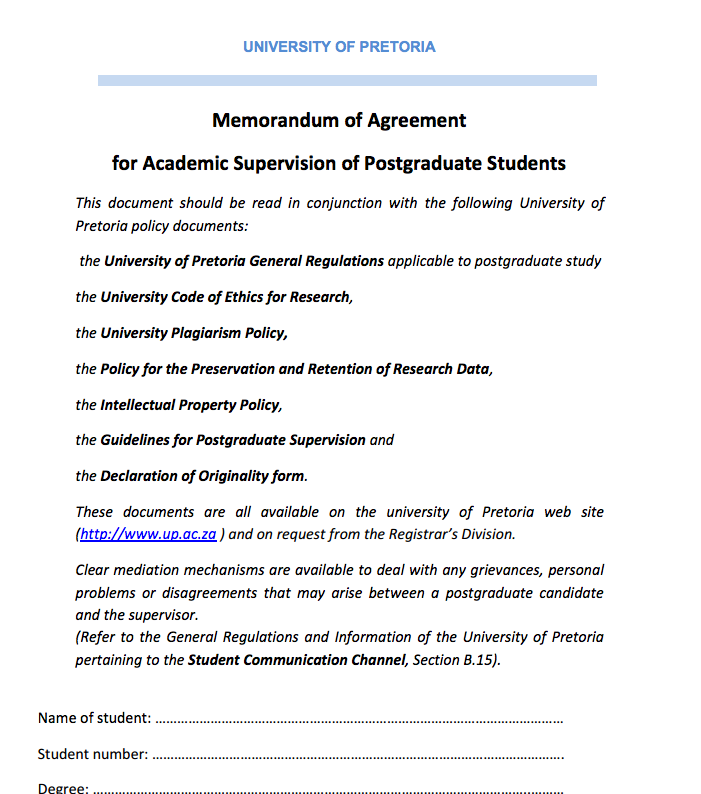 UNIVERSITY OF PRETORIA
Memorandum of Agreement
for Academic Supervision of Postgraduate Students
This document should be read in conjunction with the following University of
Pretoria policy documents:
the University of Pretoria General Regulations applicable to postgraduate study
the University Code of Ethics for Research,
the University Plagiarism Policy,
the Policy for the Preservation and Retention of Research Data,
the Intellectual Property Policy,
the Guidelines for Postgraduate Supervision and
the Declaration of Originality form.
These documents are all available on the university of Pretoria web site
(http://www.up.ac.za ) and on request from the Registrar’s Division.
Clear mediation mechanisms are available to deal with any grievances, personal
problems or disagreements that may arise between a postgraduate candidate
and the supervisor.
(Refer to the General Regulations and Information of the University of Pretoria
pertaining to the Student Communication Channel, Section B.15).
Name of student: ……………………………………………………………………………………………………
Student number: …………………………………………………………………………………………………….
Degree: ………………………………………………………………………………………………………..………